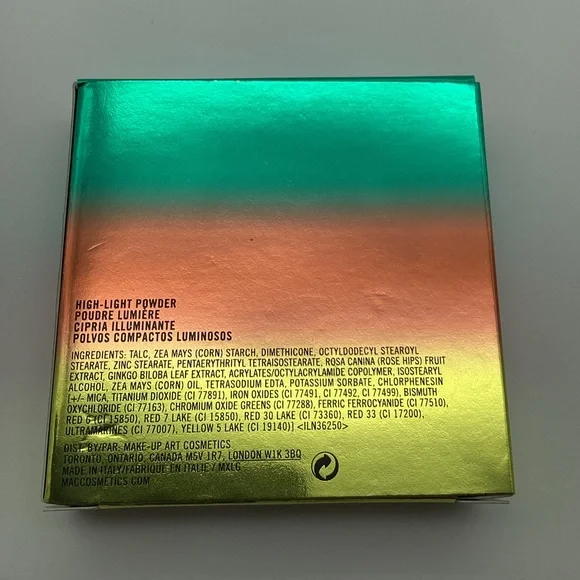 HIGH-LIGHT POWDER
POUDRE LUMIÈRE
CIPRIA ILLUMINANTE
POLVOS COMPACTOS LUMINOSOS
INGREDIENTS: TALC, ZEA MAYS (CORN) STARCH, DIMETHICONE, OCTYLDODECYL STEAROYL
STEARATE, ZINC STEARATE, PENTAERYTHRITYL TETRAISOSTEARATE, ROSA CANINA (ROSE HIPS) FRUIT
EXTRACT, GINKGO BILOBA LEAF EXTRACT, ACRYLATES/OCTYLACRYLAMIDE COPOLYMER, ISOSTEARYL
ALCOHOL, ZEA MAYS (CORN) OIL, TETRASODIUM EDTA, POTASSIUM SORBATE, CHLORPHENESIN
[+/- MICA, TITANIUM DIOXIDE (CI 77891), IRON OXIDES (CI 77491, CI 77492, CI 77499), BISMUTH
OXYCHLORIDE (CI 77163), CHROMIUM OXIDE GREENS (CI 77288), FERRIC FERROCYANIDE (CI 77510),
RED 6 (CI 15850), RED 7 LAKE (CI 15850), RED 30 LAKE (CI 73360), RED 33 (CI 17200),
ULTRAMARINES (CI 77007), YELLOW 5 LAKE (CI 19140)] <ILN36250>
DIST. BY/PAR: MAKE-UP ART COSMETICS
TORONTO, ONTARIO, CANADA M5V 1R7, LONDON W1K 3BQ
MADE IN ITALY/FABRIQUÉ EN ITALIE / MXLG
MACCOSMETICS.COM